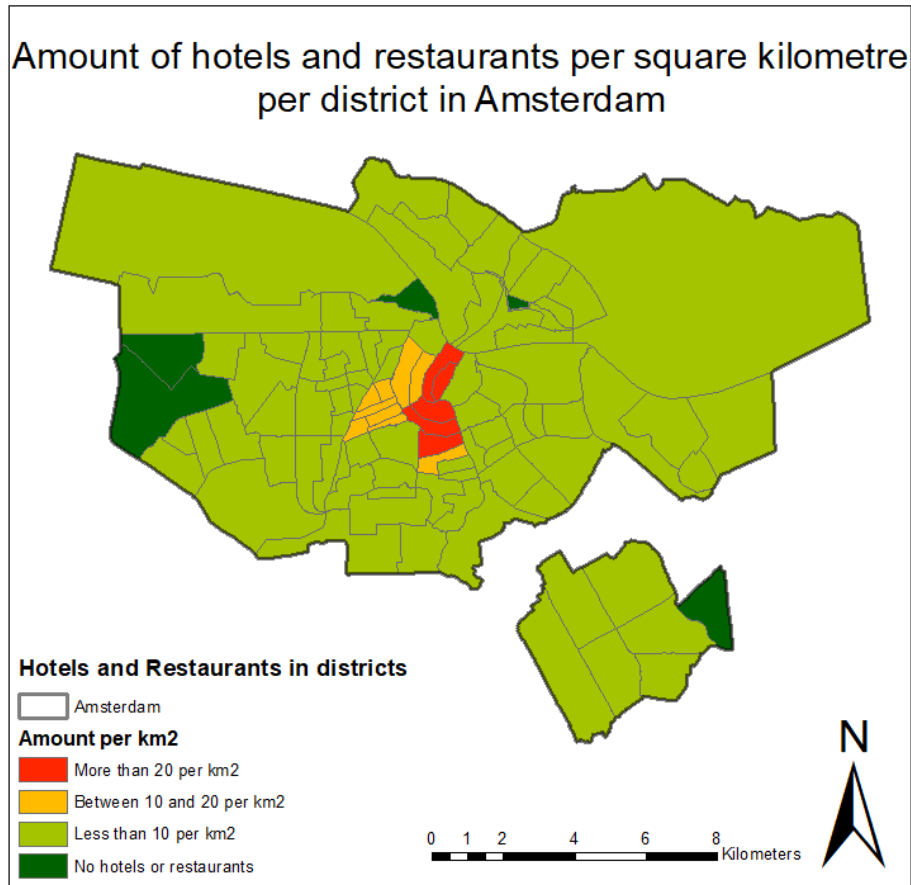 Amount of hotels and restaurants per square kilometre
per district in Amsterdam
Hotels and Restaurants in districts
Amsterdam
Amount per km2
More than 20 per km2
Between 10 and 20 per km2
Less than 10 per km2
No hotels or restaurants
0 1 2 4 6 8
Kilometers
N